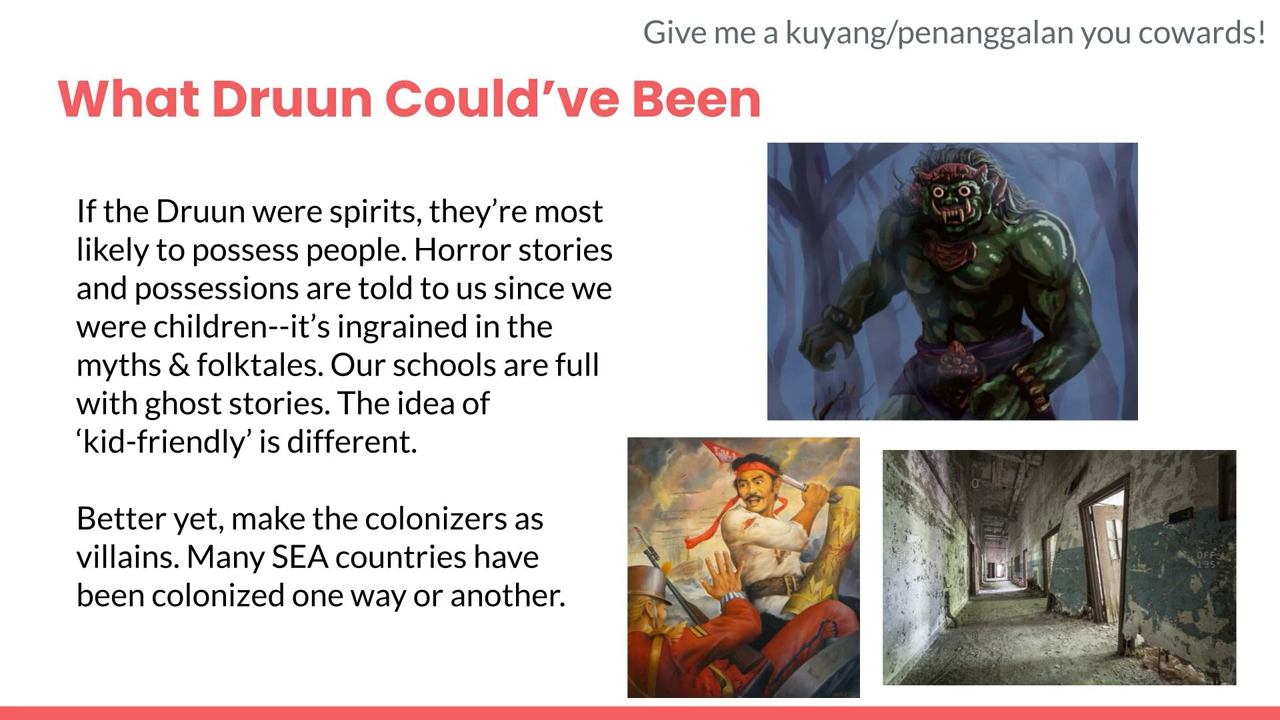 Give me a kuyang/penanggalan you cowards!
What Druun Could’ve Been
If the Druun were spirits, they’re most
likely to possess people. Horror stories
and possessions are told to us since we
were children--it’s ingrained in the
myths & folktales. Our schools are full
with ghost stories. The idea of
‘kid-friendly’ is different.
Better yet, make the colonizers as
villains. Many SEA countries have
been colonized one way or another.